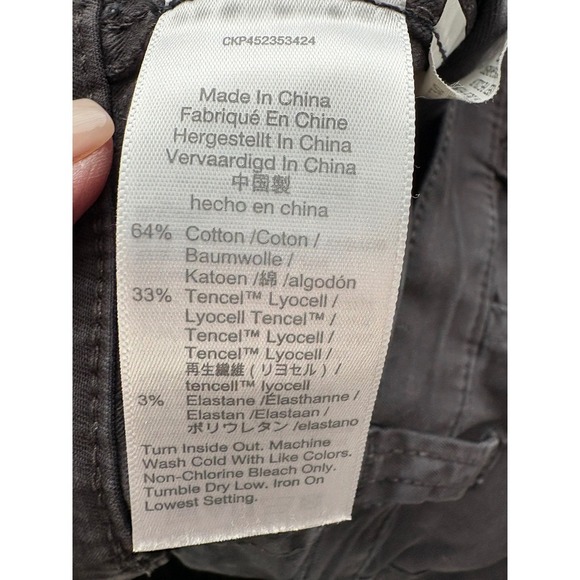 CKP452353424
Made In China
Fabriqué En Chine
Hergestellt In China
Vervaardigd In China
中国製
hecho en china
64% Cotton /Coton /
Baumwolle /
Katoen /綿 /algodón
33% Tencel™ Lyocell /
Lyocell Tencel™ /
Tencel™ Lyocell /
Tencel™ Lyocell /
再生繊維 ( リヨセル) /
tencell™ lyocell
3% Elastane /Élasthanne /
Elastan /Elastaan /
ポリウレタン /elastano
Turn Inside Out. Machine
Wash Cold With Like Colors.
Non-Chlorine Bleach Only.
Tumble Dry Low. Iron On
Lowest Setting.